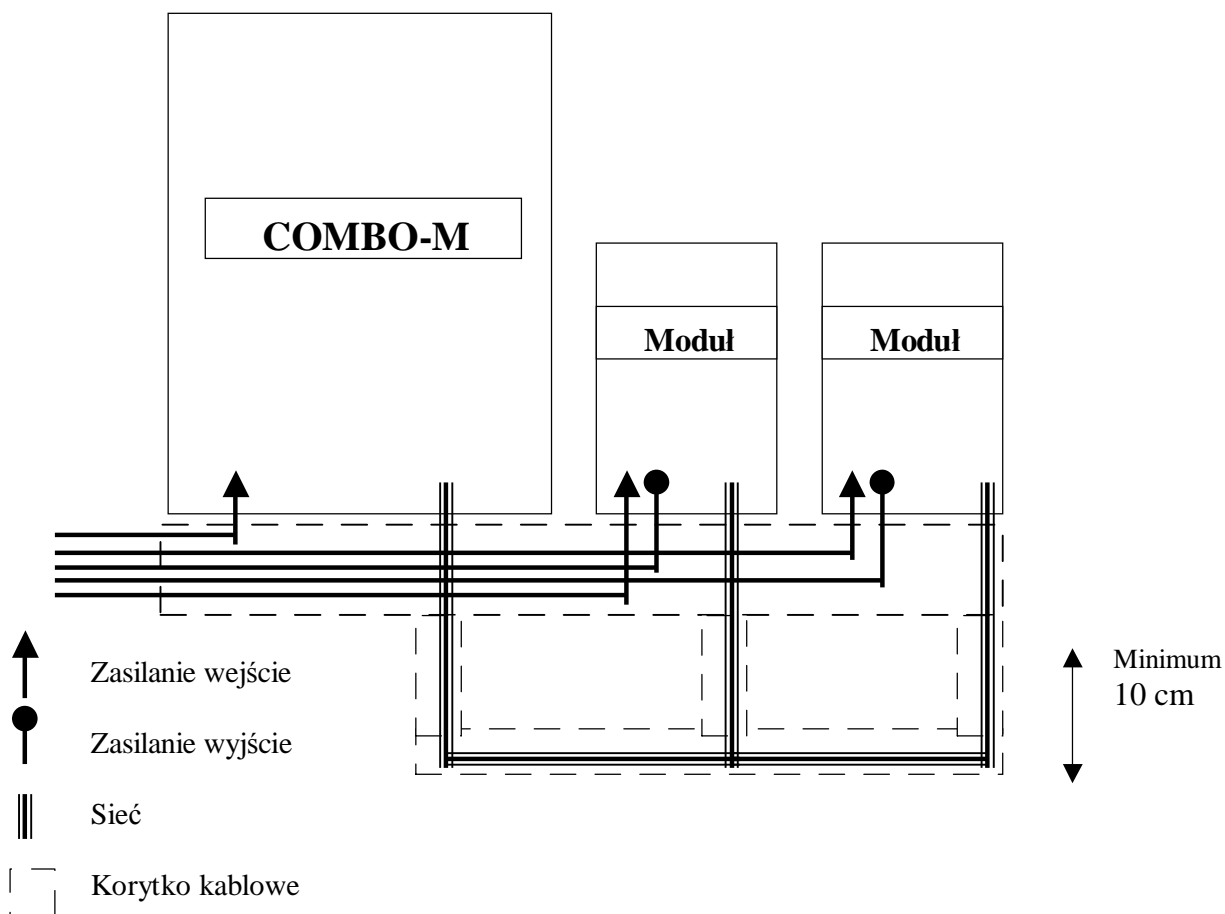 COMBO-M
Moduł
Moduł
Zasilanie wejście
Zasilanie wyjście
Sieć
Korytko kablowe
Minimum
10 cm